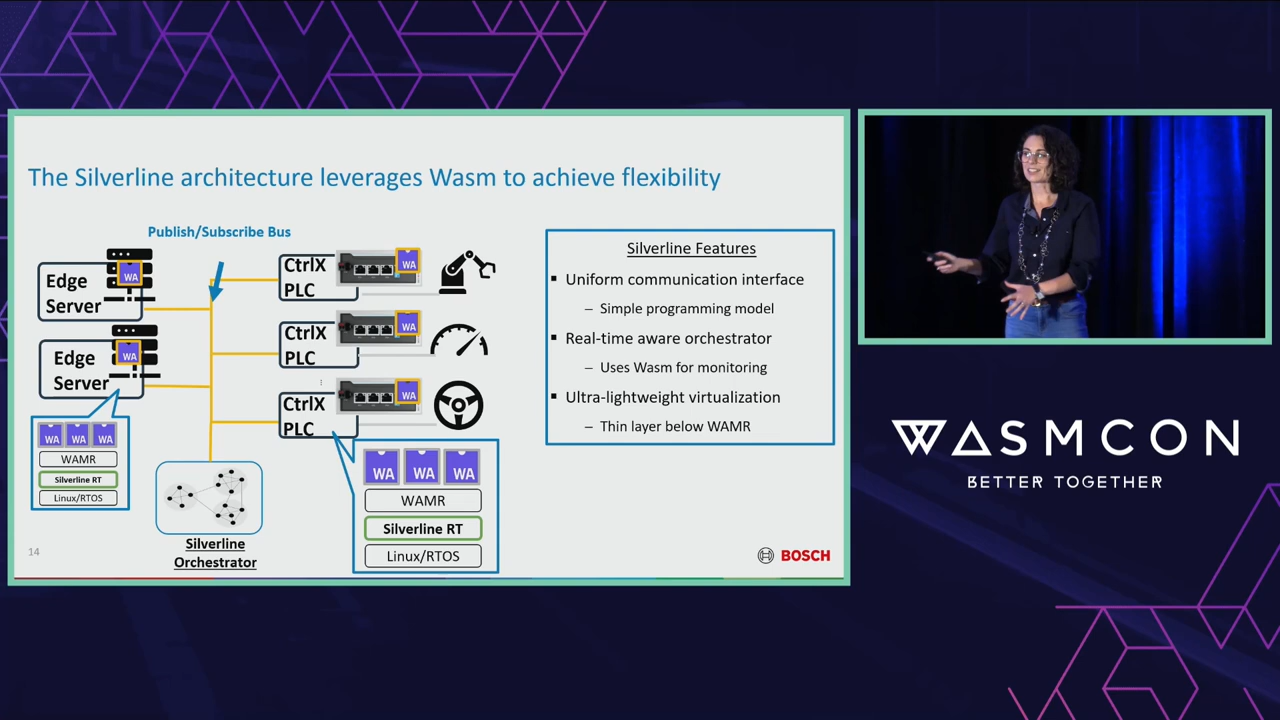 The Silverline architecture leverages Wasm to achieve flexibility
Publish/Subscribe Bus
Edge
Server
WA
Edge
Server
WA
CtrlX
PLC
WA
CtrlX
PLC
WA
CtrlX
PLC
WA
WA WA WA
WAMR
Silverline RT
Linux/RTOS
Silverline
Orchestrator
WA WA WA
WAMR
Silverline RT
Linux/RTOS
Silverline Features
▪ Uniform communication interface
– Simple programming model
▪ Real-time aware orchestrator
– Uses Wasm for monitoring
▪ Ultra-lightweight virtualization
– Thin layer below WAMR
14
BOSCH
WASMCON
BETTER TOGETHER